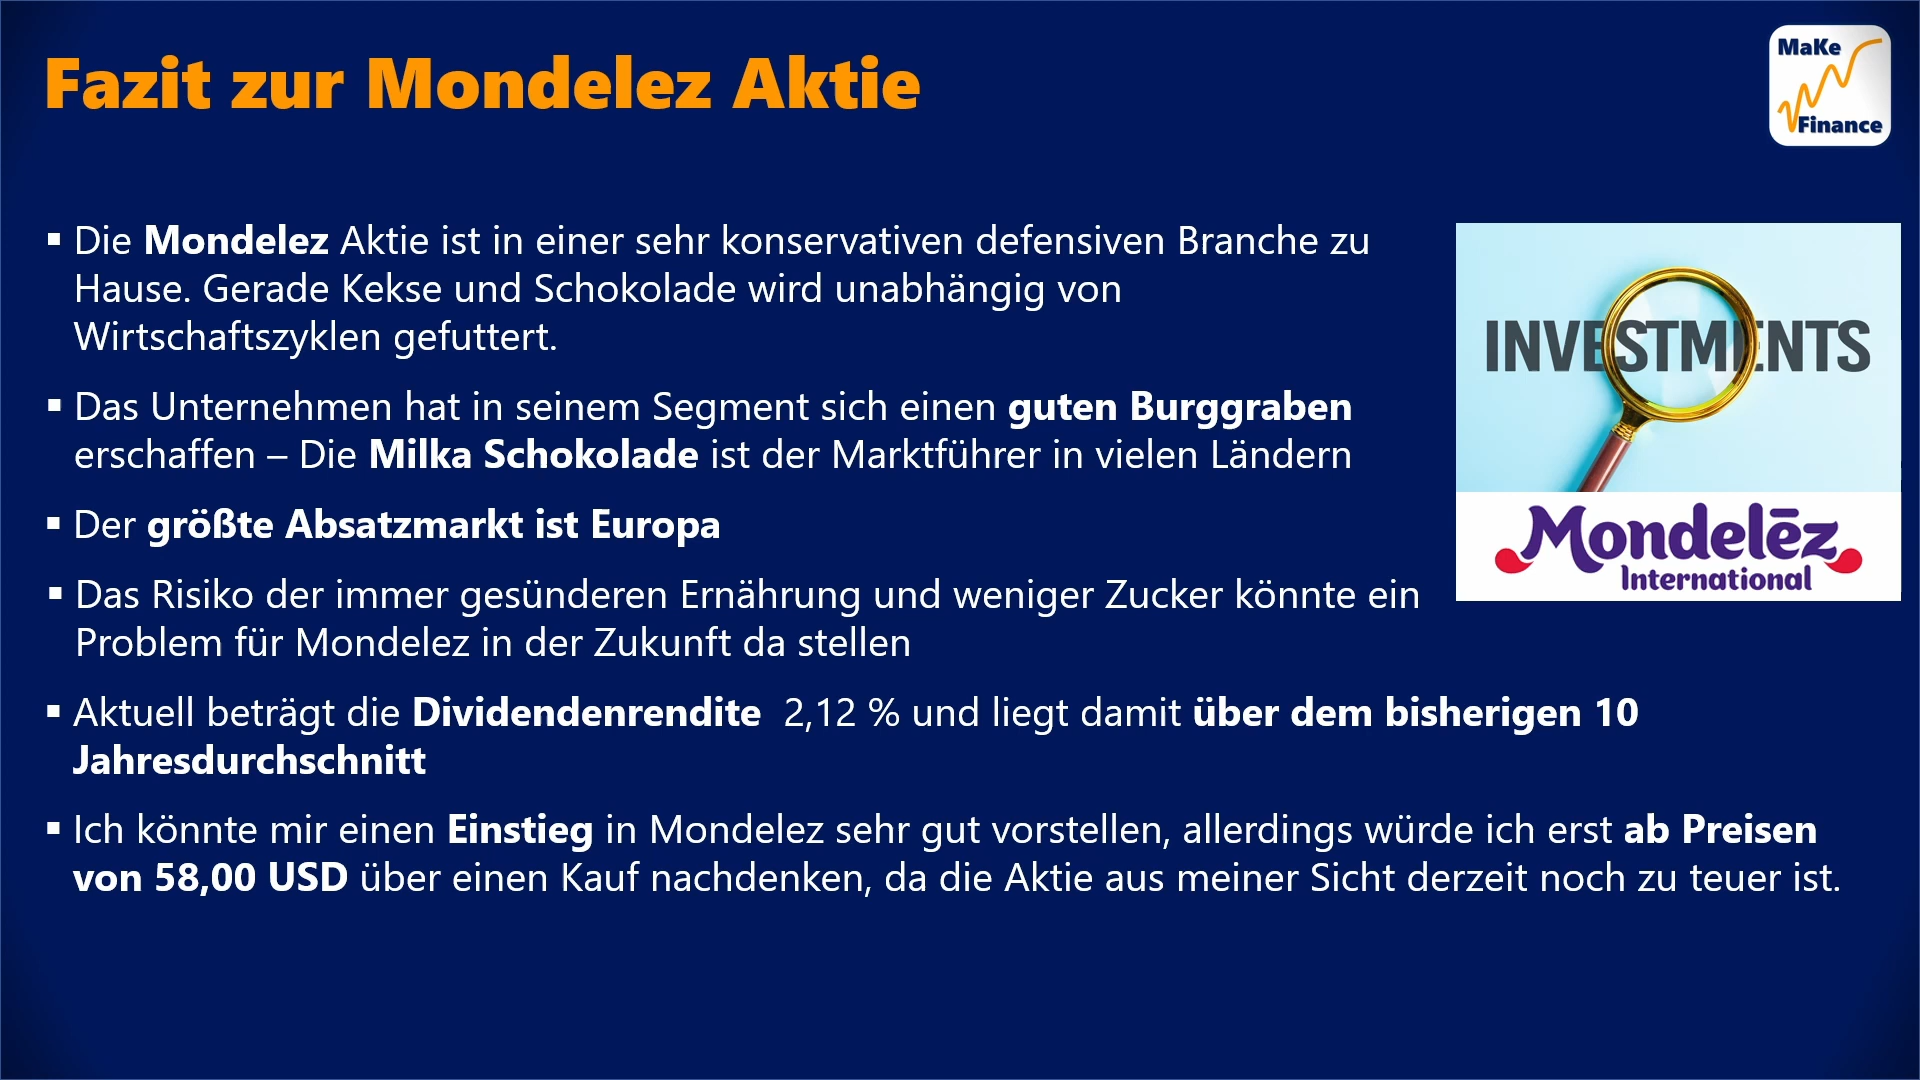 Fazit zur Mondelez Aktie
MaKe
Finance
▪ Die Mondelez Aktie ist in einer sehr konservativen defensiven Branche zu
Hause. Gerade Kekse und Schokolade wird unabhängig von
Wirtschaftszyklen gefuttert.
▪ Das Unternehmen hat in seinem Segment sich einen guten Burggraben
erschaffen – Die Milka Schokolade ist der Marktführer in vielen Ländern
▪ Der größte Absatzmarkt ist Europa
▪ Das Risiko der immer gesünderen Ernährung und weniger Zucker könnte ein
Problem für Mondelez in der Zukunft da stellen
▪ Aktuell beträgt die Dividendenrendite 2,12 % und liegt damit über dem bisherigen 10
Jahresdurchschnitt
▪ Ich könnte mir einen Einstieg in Mondelez sehr gut vorstellen, allerdings würde ich erst ab Preisen
von 58,00 USD über einen Kauf nachdenken, da die Aktie aus meiner Sicht derzeit noch zu teuer ist.
INVESTMENTS
Mondelēz
International